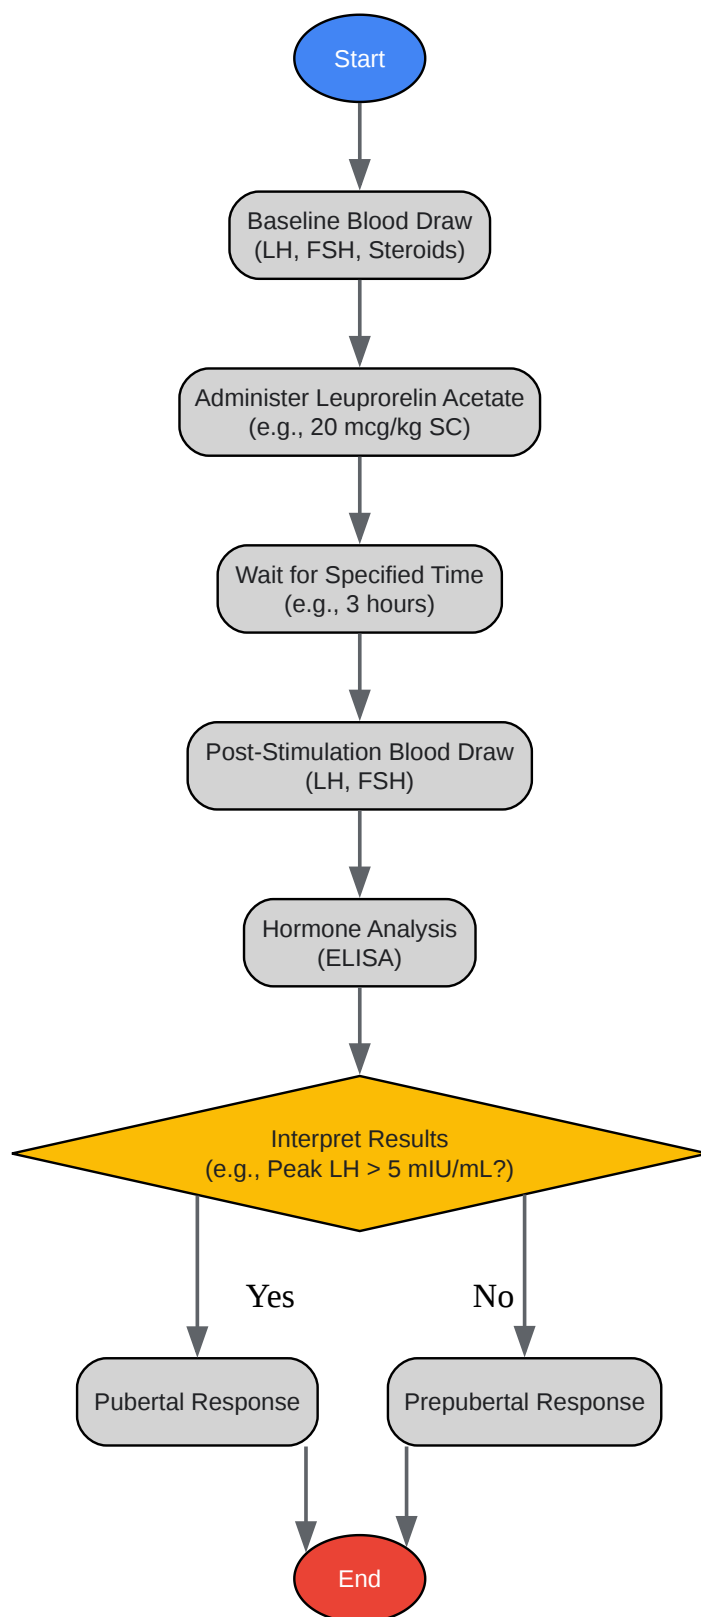 Start
Baseline Blood Draw
(LH, FSH, Steroids)
Administer Leuprorelin Acetate
(e.g., 20 mcg/kg SC)
Wait for Specified Time
(e.g., 3 hours)
Post-Stimulation Blood Draw
(LH, FSH)
Hormone Analysis
(ELISA)
Interpret Results
(e.g., Peak LH > 5 mIU/mL?)
Yes
No
Pubertal Response
Prepubertal Response
End